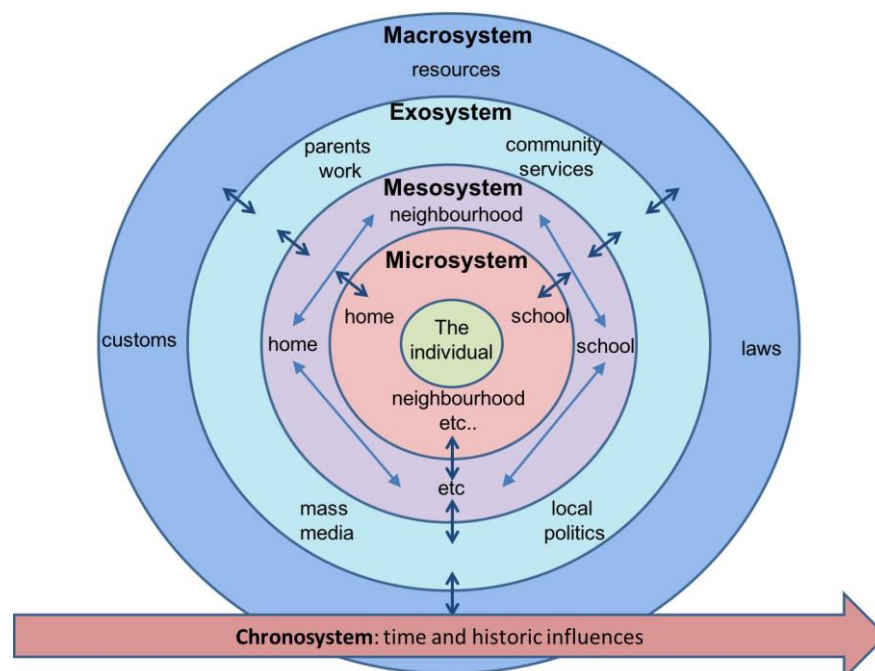 Macrosystem
resources
Exosystem
parents
work
community
services
Mesosystem
neighbourhood
Microsystem
home
school
The
individual
customs
home
school
laws
neighbourhood
etc..
etc
mass
media
local
politics
Chronosystem: time and historic influences